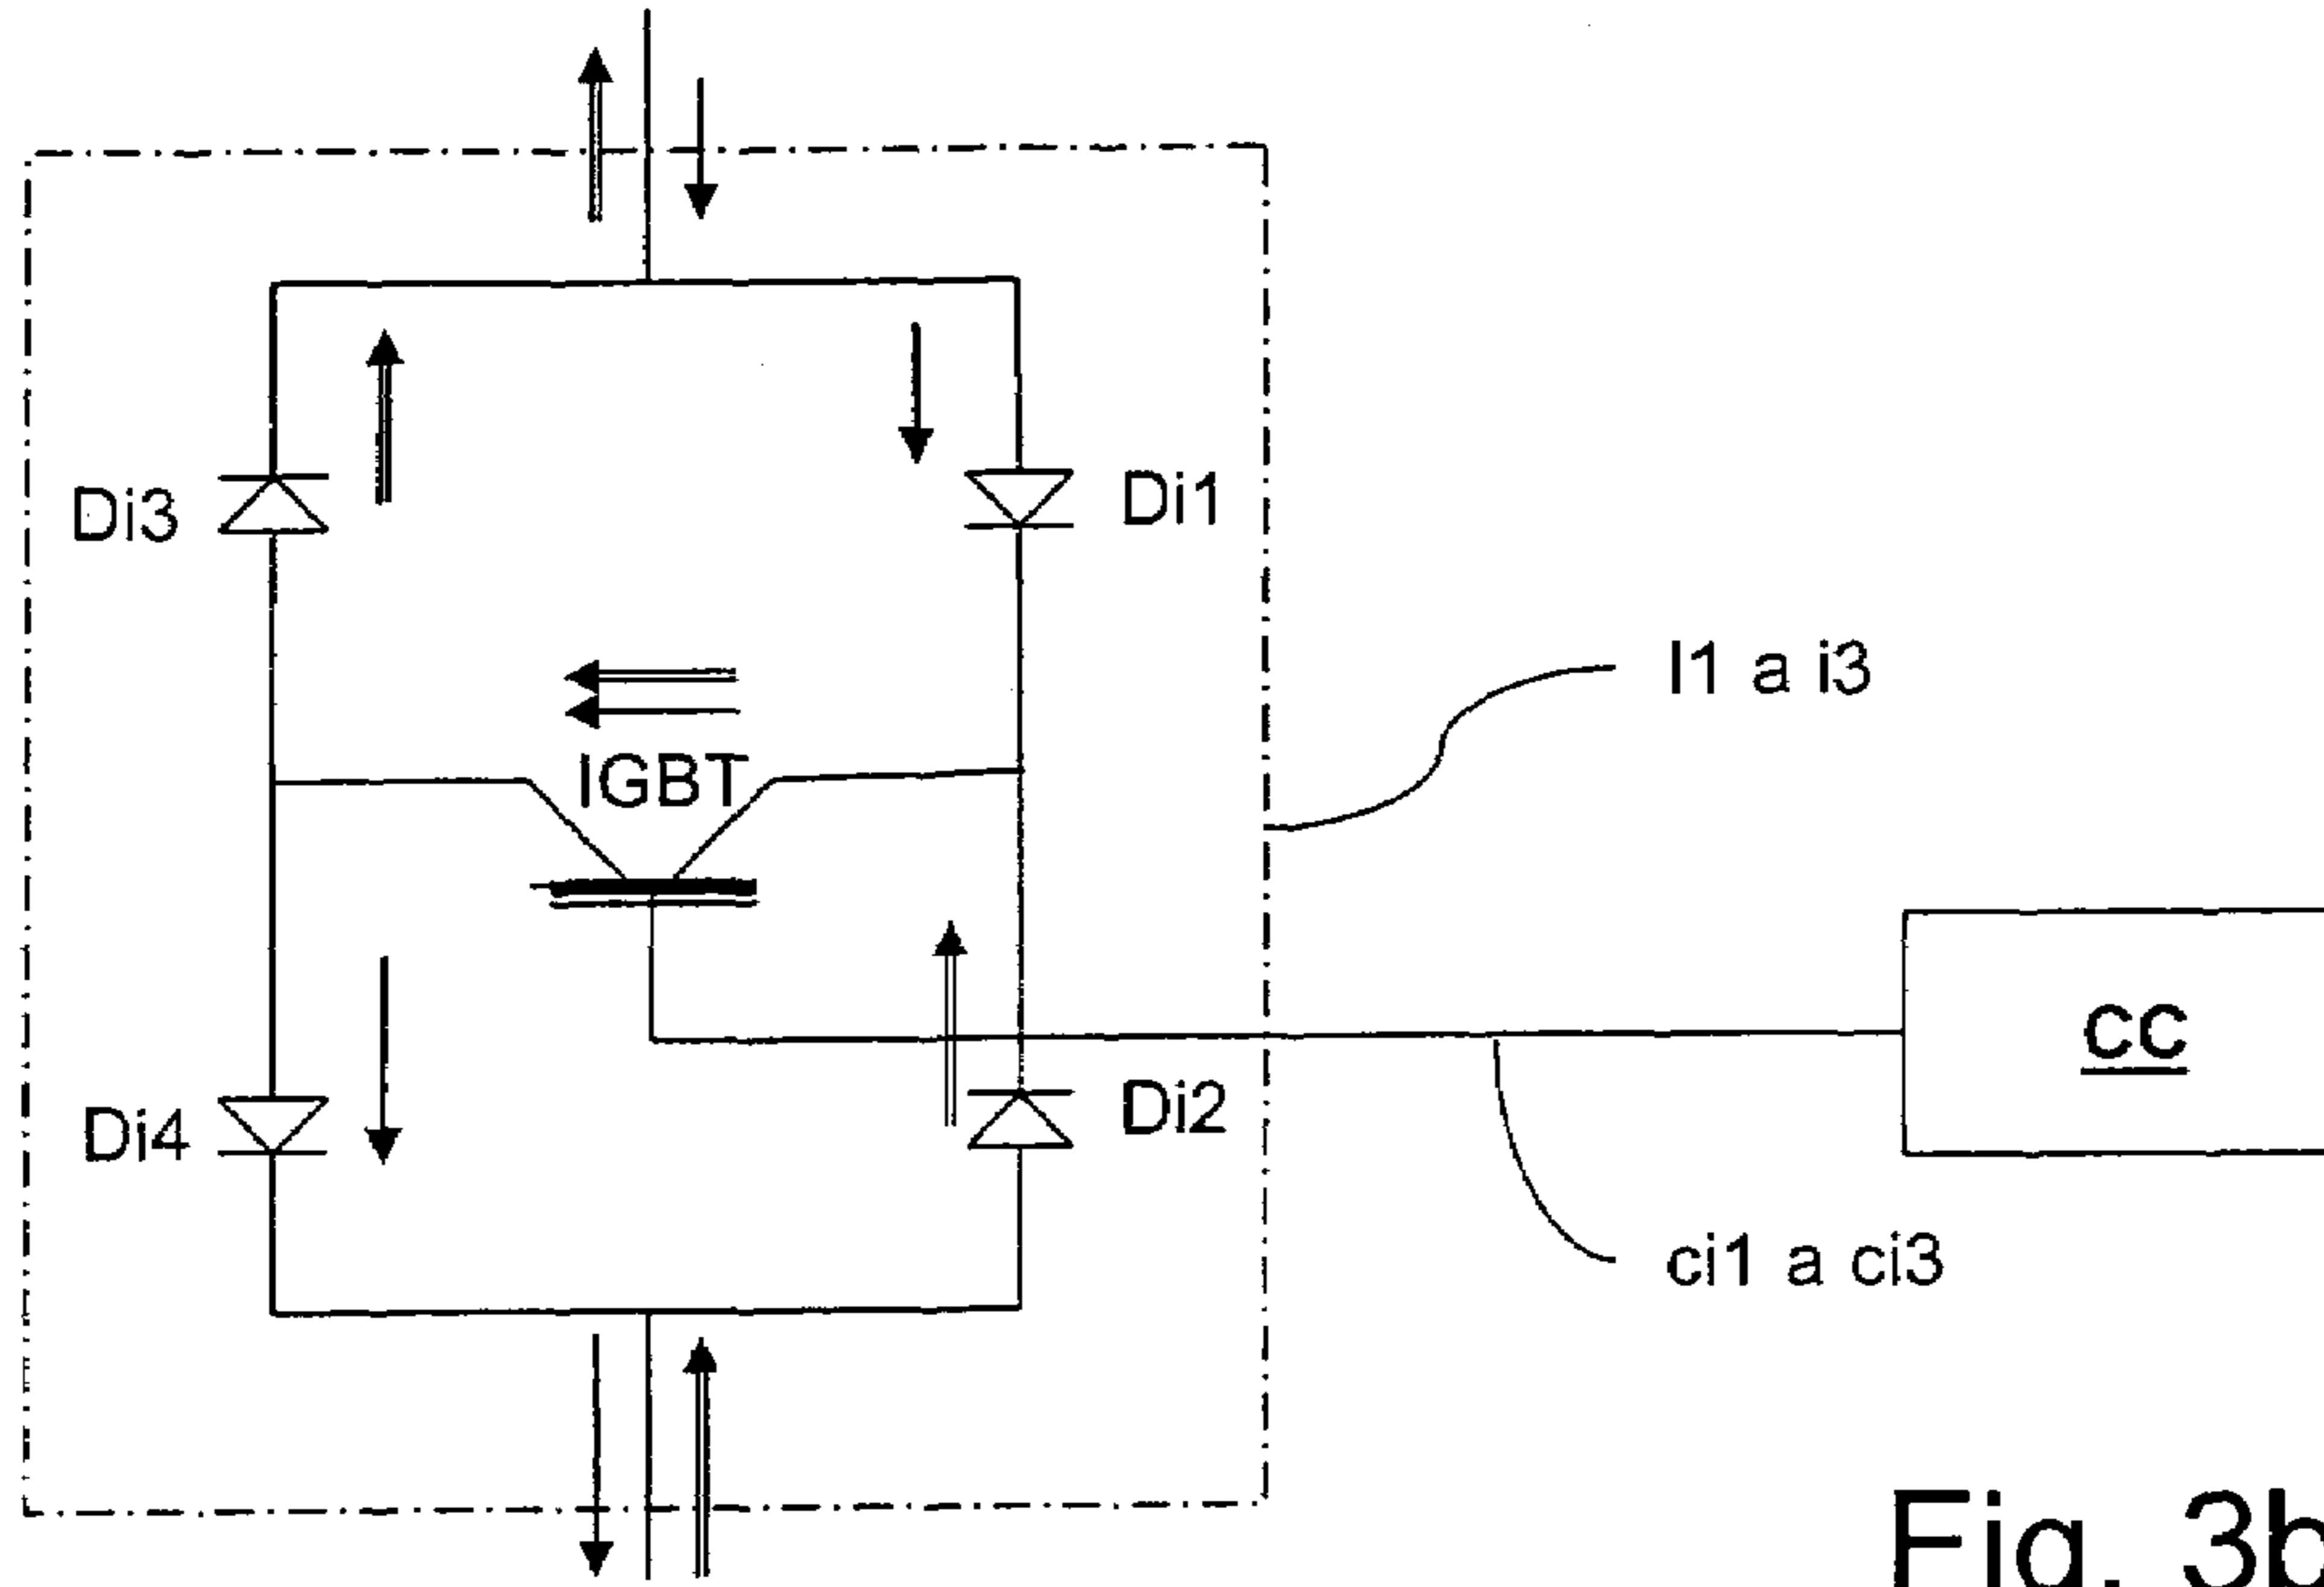 Di3
Di1
I1 a i3
IGBT
CC
Di4
Di2
ci1 a ci3
Fig. 3b